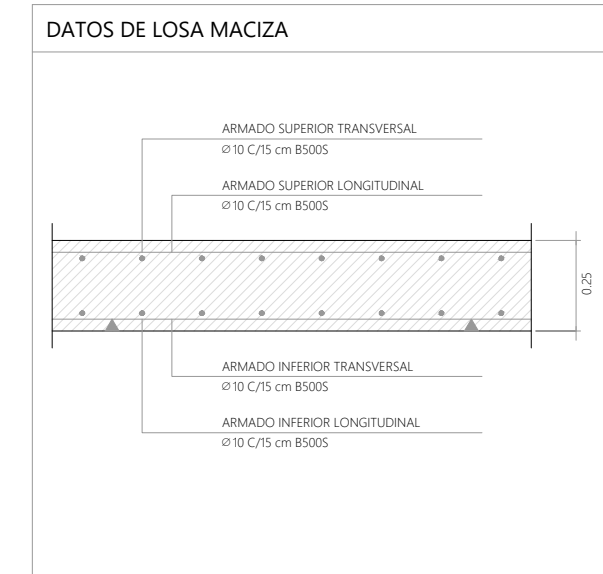 DATOS DE LOSA MACIZA
ARMADO SUPERIOR TRANSVERSAL
∅10 C/15 cm B500S
ARMADO SUPERIOR LONGITUDINAL
∅10 C/15 cm B500S
0.25
ARMADO INFERIOR TRANSVERSAL
∅10 C/15 cm B500S
ARMADO INFERIOR LONGITUDINAL
∅10 C/15 cm B500S